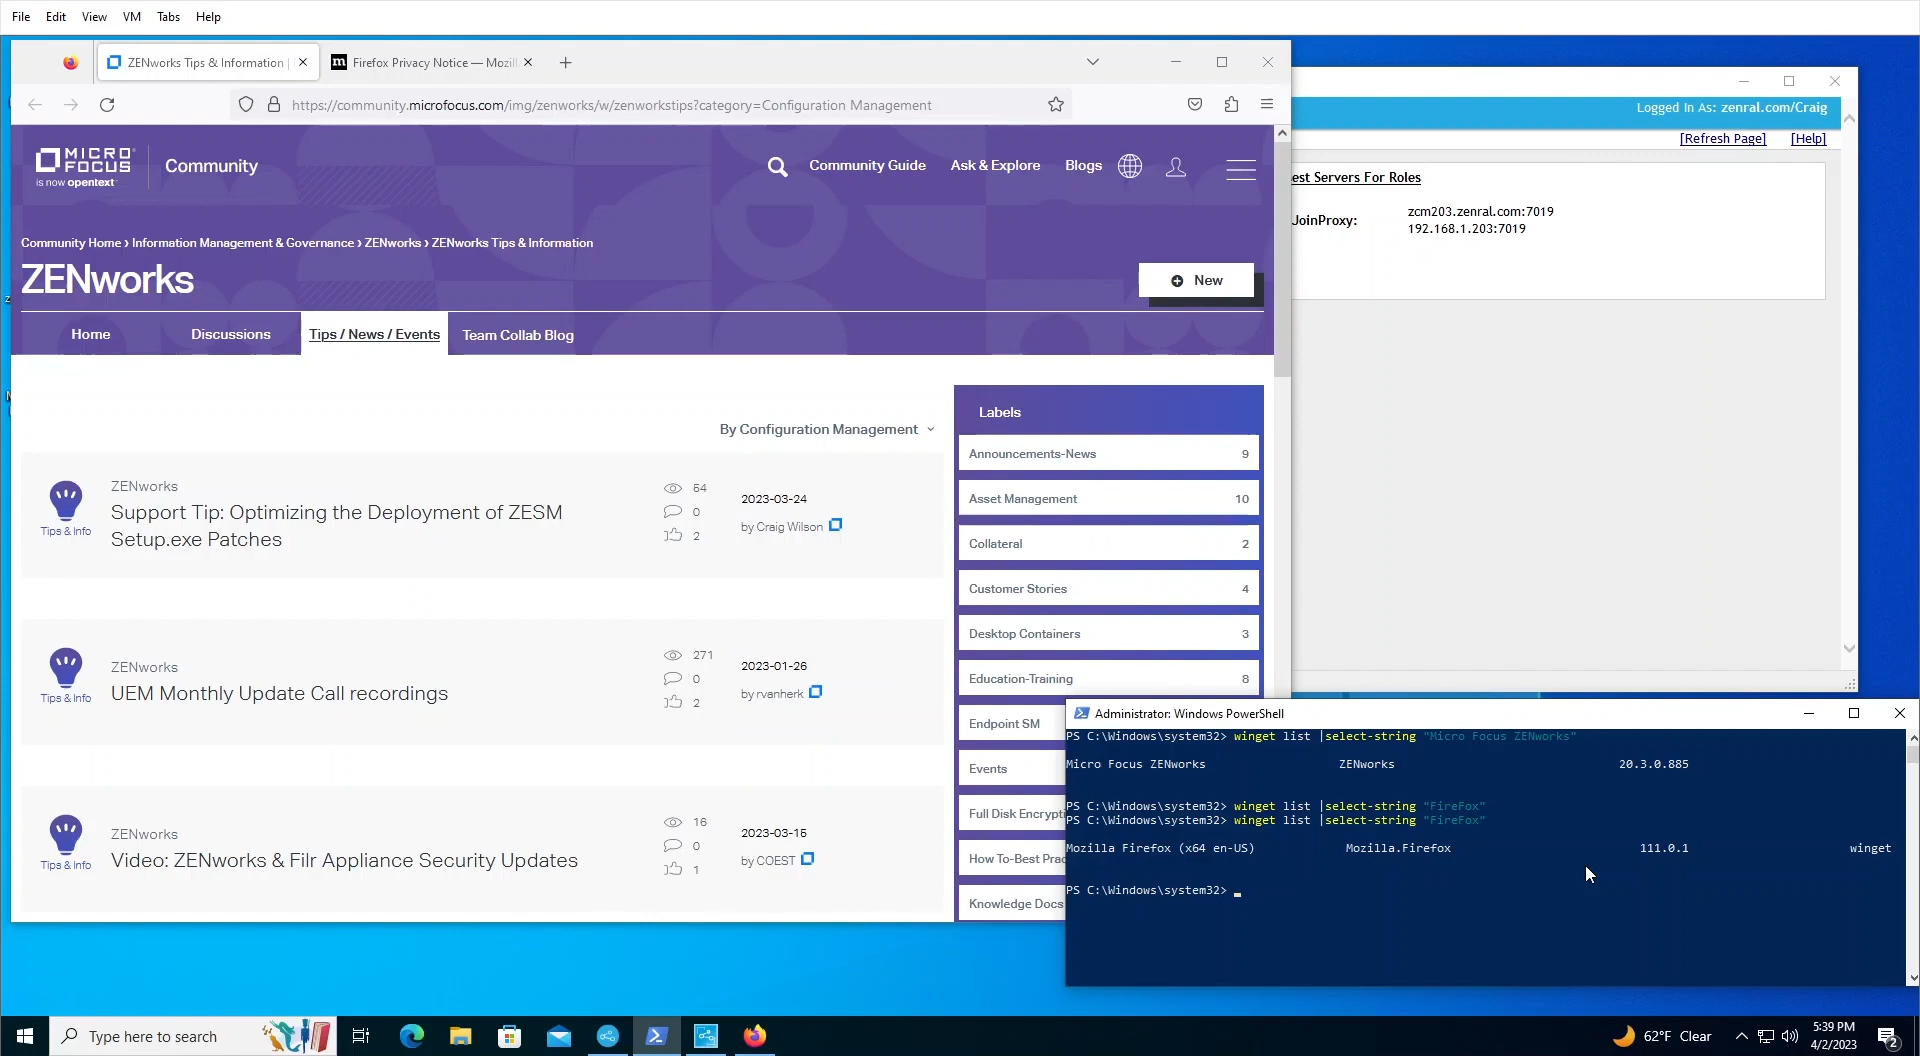 File Edit View VM Tabs Help
ZENworks Tips & Information |
Firefox Privacy Notice — Mozil
https://community.microfocus.com/img/zenworks/w/zenworkstips?category=Configuration Management
Logged In As: zenral.com/Craig
[Refresh Page] [Help]
est Servers For Roles
JoinProxy:
zcm203.zenral.com:7019
192.168.1.203:7019
MICRO
FOCUS
is now opentext™
Community
Community Guide
Ask & Explore
Blogs
Community Home › Information Management & Governance › ZENworks › ZENworks Tips & Information
ZENworks
New
Home
Discussions
Tips / News / Events
Team Collab Blog
By Configuration Management
Tips & Info
ZENworks
Support Tip: Optimizing the Deployment of ZESM
Setup.exe Patches
54
0
2
2023-03-24
by Craig Wilson
Tips & Info
ZENworks
UEM Monthly Update Call recordings
271
0
2
2023-01-26
by rvanherk
Tips & Info
ZENworks
Video: ZENworks & Filr Appliance Security Updates
16
0
1
2023-03-15
by COEST
Labels
Announcements-News 9
Asset Management 10
Collateral 2
Customer Stories 4
Desktop Containers 3
Education-Training 8
Endpoint SM
Events
Full Disk Encrypt
How To-Best Prac
Knowledge Docs
Administrator: Windows PowerShell
PS C:\Windows\system32> winget list |select-string "Micro Focus ZENworks"
Micro Focus ZENworks ZENworks 20.3.0.885
PS C:\Windows\system32> winget list |select-string "FireFox"
PS C:\Windows\system32> winget list |select-string "FireFox"
Mozilla Firefox (x64 en-US) Mozilla.Firefox 111.0.1 winget
PS C:\Windows\system32> _
Type here to search
62°F Clear
5:39 PM
4/2/2023
2